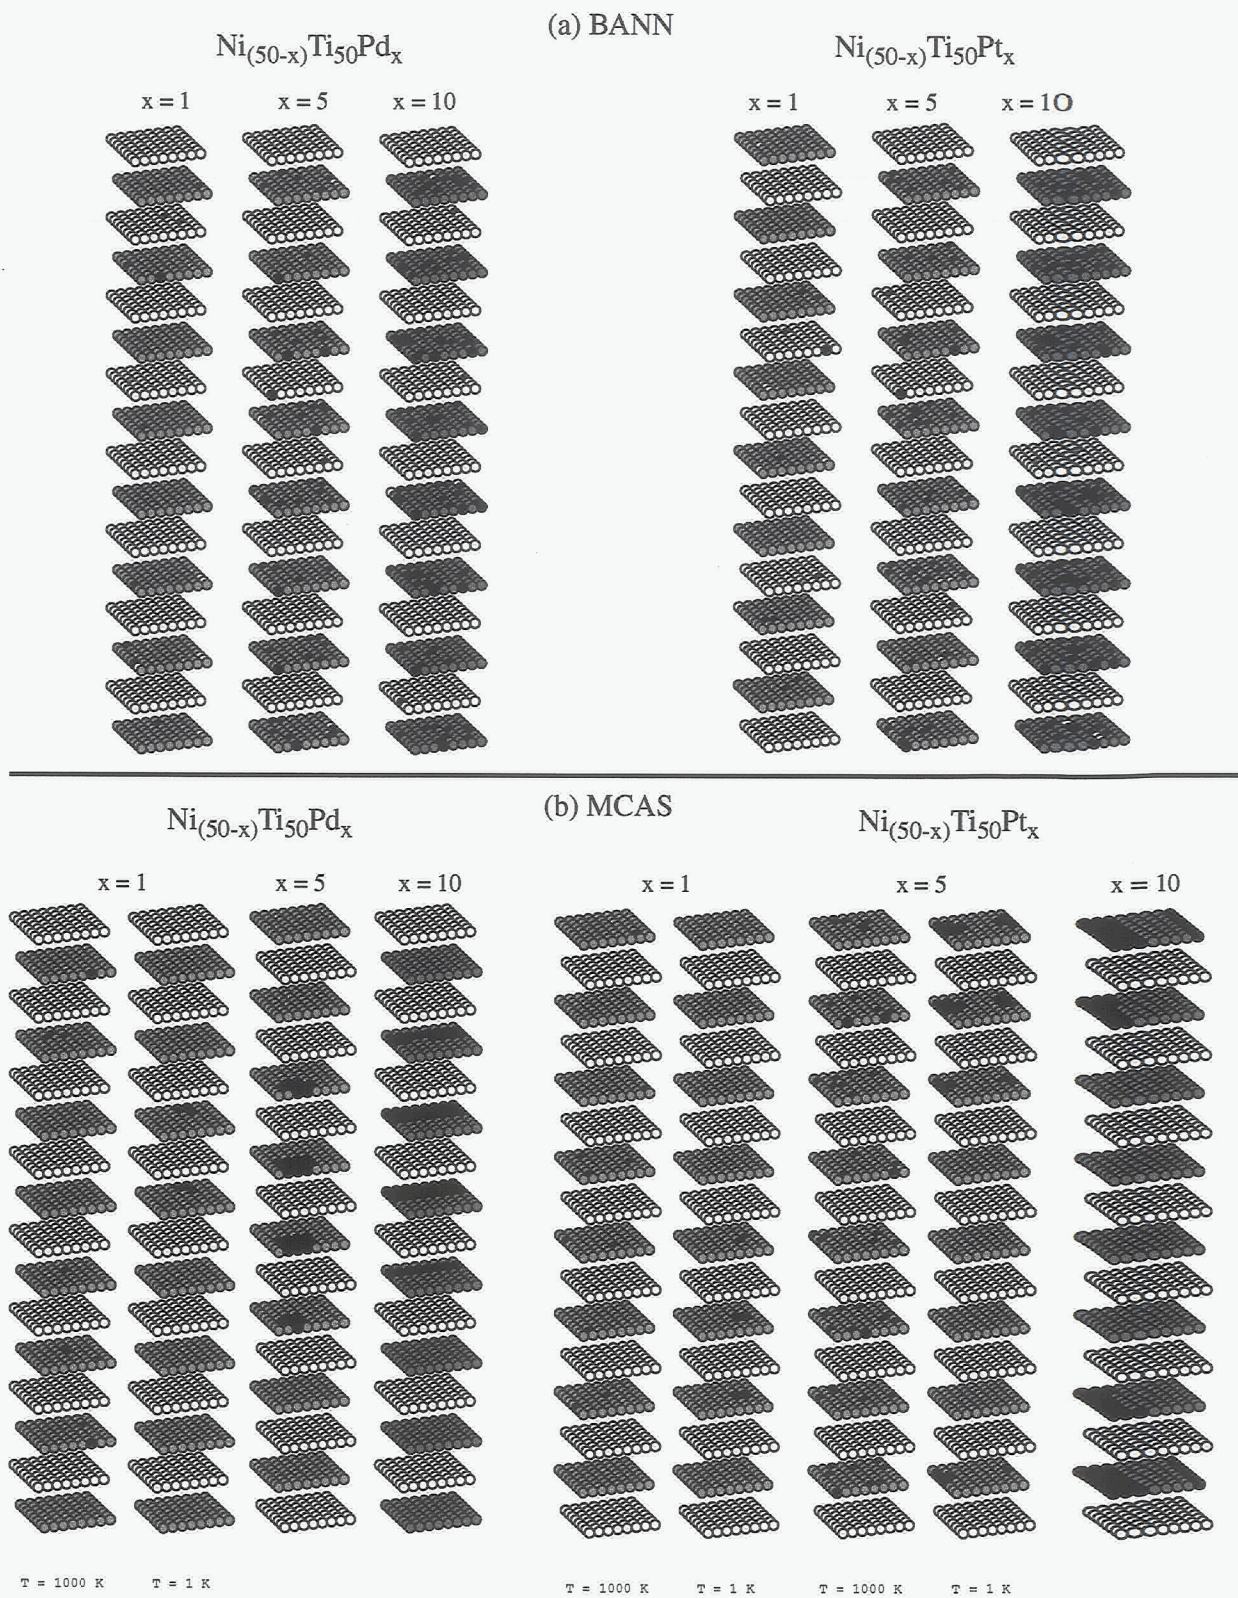 (a) BANN
Ni(50-x)Ti50Pdx
Ni(50-x)Ti50Ptx
x = 1
x = 5
x = 10
x = 1
x = 5
x = 10
(b) MCAS
Ni(50-x)Ti50Pdx
Ni(50-x)Ti50Ptx
x = 1
x = 5
x = 10
x = 1
x = 5
x = 10
T = 1000 K
T = 1 K
T = 1000 K
T = 1 K
T = 1000 K
T = 1 K